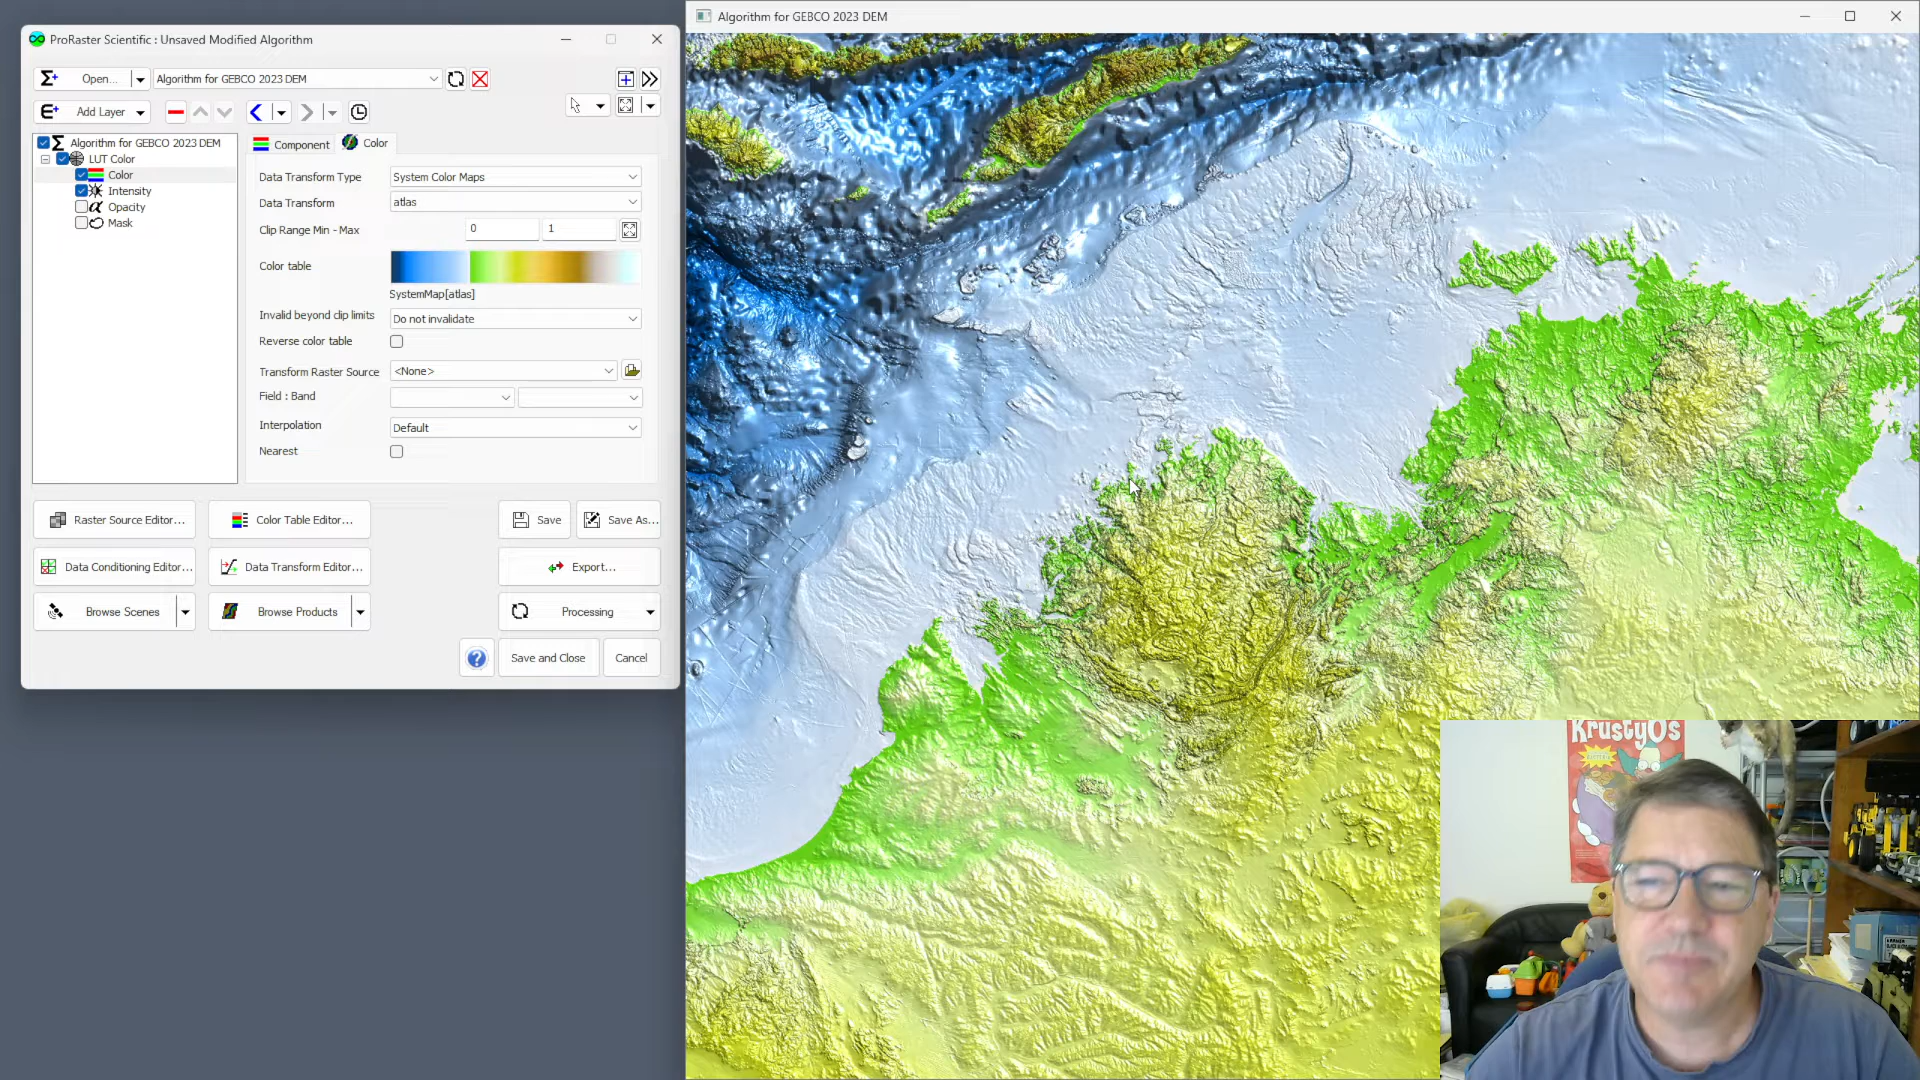 Algorithm for GEBCO 2023 DEM
ProRaster Scientific : Unsaved Modified Algorithm
Open...
Algorithm for GEBCO 2023 DEM
Add Layer
Algorithm for GEBCO 2023 DEM
LUT Color
Color
Intensity
Opacity
Mask
Component
Color
Data Transform Type
System Color Maps
Data Transform
atlas
Clip Range Min - Max
0
1
Color table
SystemMap[atlas]
Invalid beyond clip limits
Do not invalidate
Reverse color table
Transform Raster Source
<None>
Field : Band
Interpolation
Default
Nearest
Raster Source Editor...
Color Table Editor...
Save
Save As...
Data Conditioning Editor...
Data Transform Editor...
Export...
Browse Scenes
Browse Products
Processing
Save and Close
Cancel
KrustyO's